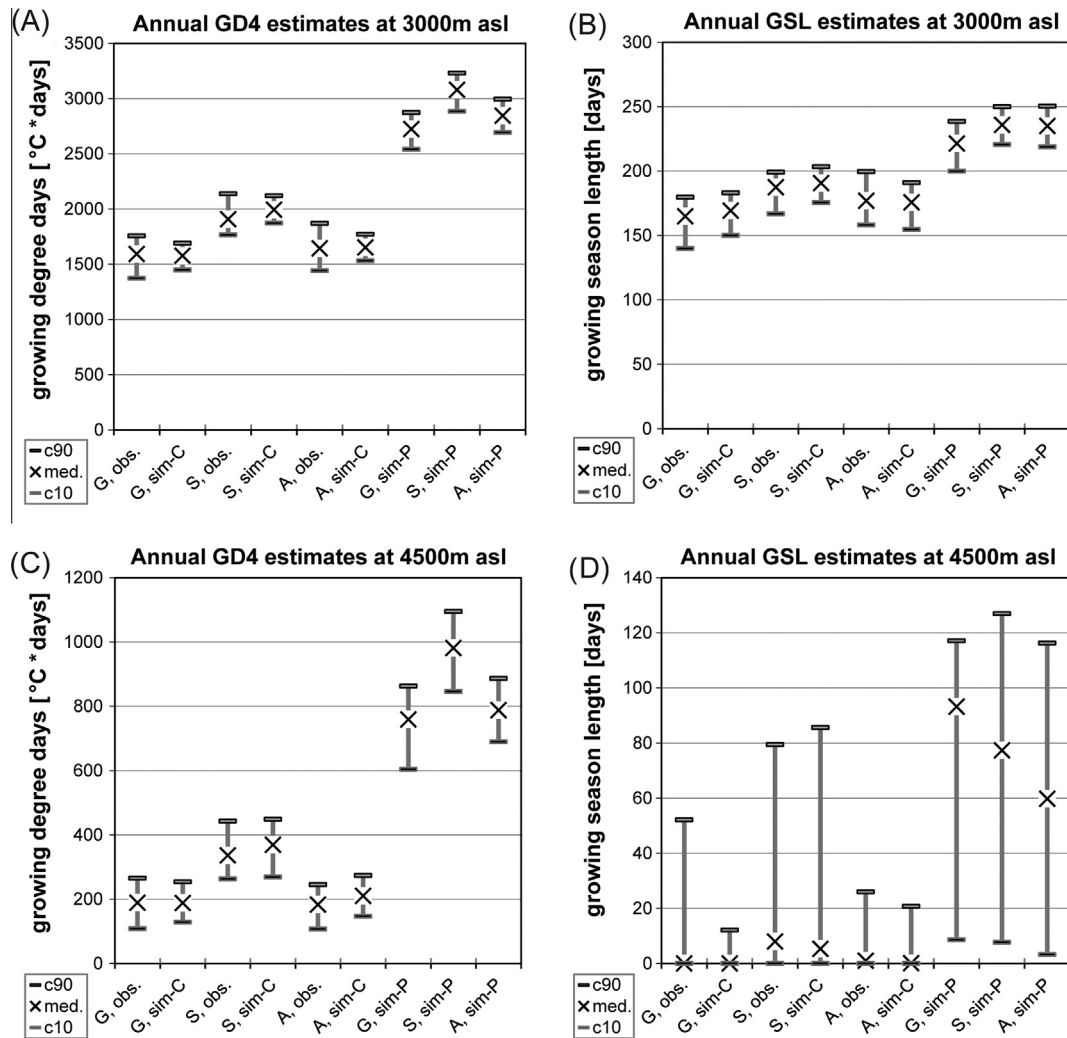 (A)
Annual GD4 estimates at 3000m asl
growing degree days [ °C * days]
3500
3000
2500
2000
1500
1000
500
0
c90
med.
c10
G, obs.
G, sim-C
S, obs.
S, sim-C
A, obs.
A, sim-C
G, sim-P
S, sim-P
A, sim-P
(B)
Annual GSL estimates at 3000m asl
growing season length [days]
300
250
200
150
100
50
0
c90
med.
c10
G, obs.
G, sim-C
S, obs.
S, sim-C
A, obs.
A, sim-C
G, sim-P
S, sim-P
A, sim-P
(C)
Annual GD4 estimates at 4500m asl
growing degree days [ °C * days]
1200
1000
800
600
400
200
0
c90
med.
c10
G, obs.
G, sim-C
S, obs.
S, sim-C
A, obs.
A, sim-C
G, sim-P
S, sim-P
A, sim-P
(D)
Annual GSL estimates at 4500m asl
growing season length [days]
140
120
100
80
60
40
20
0
c90
med.
c10
G, obs.
G, sim-C
S, obs.
S, sim-C
A, obs.
A, sim-C
G, sim-P
S, sim-P
A, sim-P